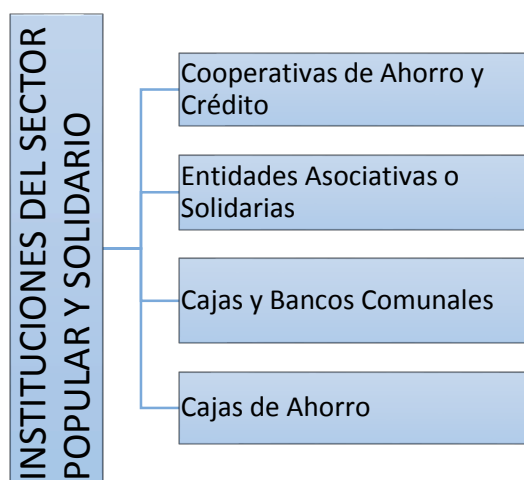 INSTITUCIONES DEL SECTOR
POPULAR Y SOLIDARIO
Cooperativas de Ahorro y
Crédito
Entidades Asociativas o
Solidarias
Cajas y Bancos Comunales
Cajas de Ahorro